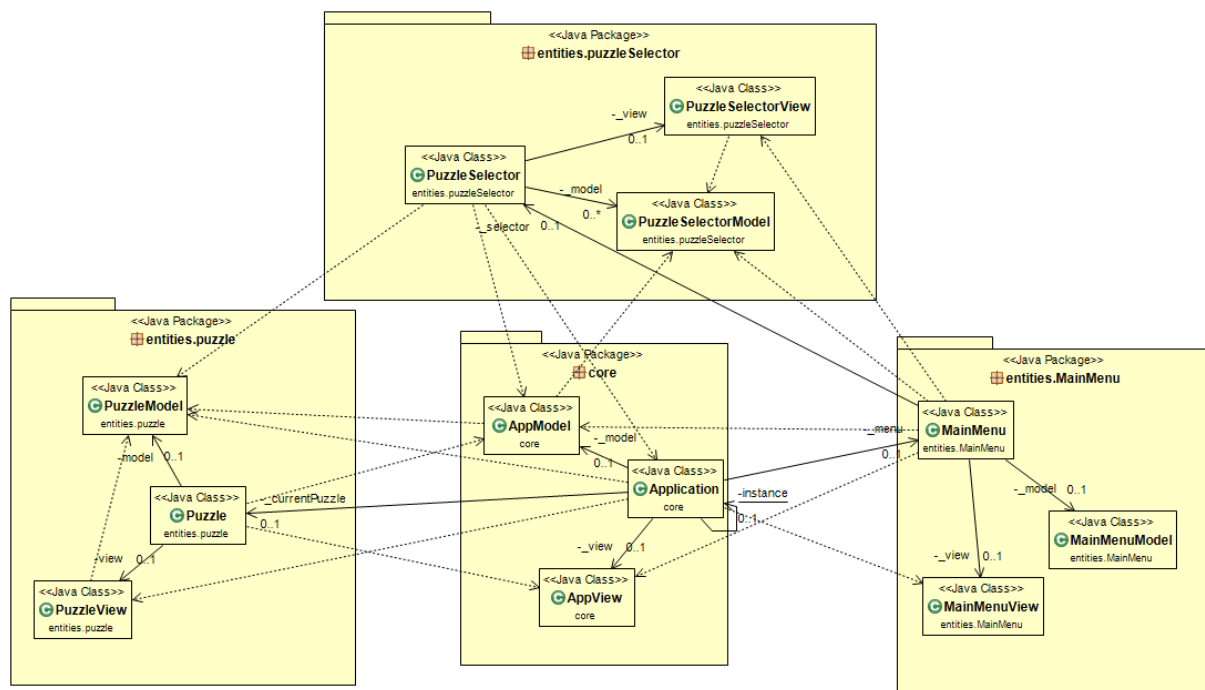 <<Java Package>>
entities.puzzleSelector
<<Java Class>>
PuzzleSelectorView
entities.puzzleSelector
-_view
0..1
<<Java Class>>
PuzzleSelector
entities.puzzleSelector
-_model
0..*
<<Java Class>>
PuzzleSelectorModel
entities.puzzleSelector
-_selector
0..1
<<Java Package>>
entities.puzzle
<<Java Class>>
PuzzleModel
entities.puzzle
-model
0..1
<<Java Class>>
Puzzle
entities.puzzle
-_currentPuzzle
0..1
-view
0..1
<<Java Class>>
PuzzleView
entities.puzzle
<<Java Package>>
core
<<Java Class>>
AppModel
core
-_model
0..1
<<Java Class>>
Application
core
-instance
0..1
-_view
0..1
<<Java Class>>
AppView
core
<<Java Package>>
entities.MainMenu
<<Java Class>>
MainMenu
entities.MainMenu
-_menu
0..1
-_model
0..1
<<Java Class>>
MainMenuModel
entities.MainMenu
-_view
0..1
<<Java Class>>
MainMenuView
entities.MainMenu